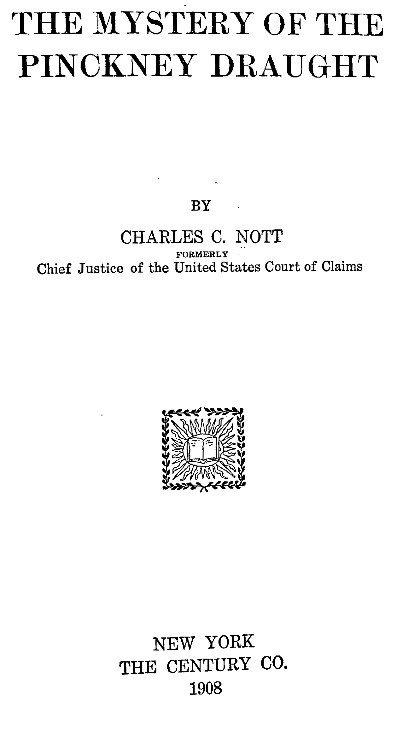 THE MYSTERY OF THE
PINCKNEY DRAUGHT
BY
CHARLES C. NOTT
FORMERLY
Chief Justice of the United States Court of Claims
NEW YORK
THE CENTURY CO.
1908